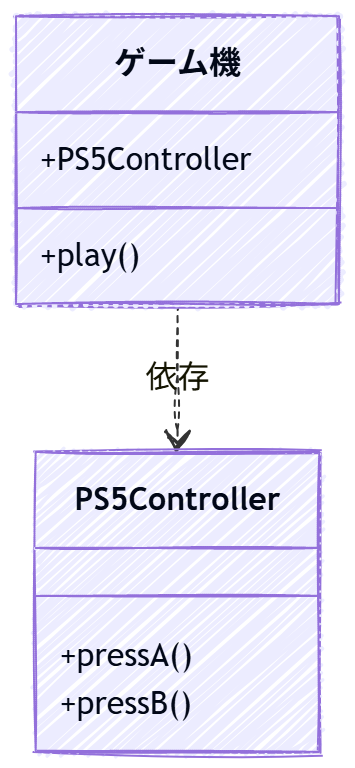 ゲーム機
+PS5Controller
+play()
依存
PS5Controller
+pressA()
+pressB()